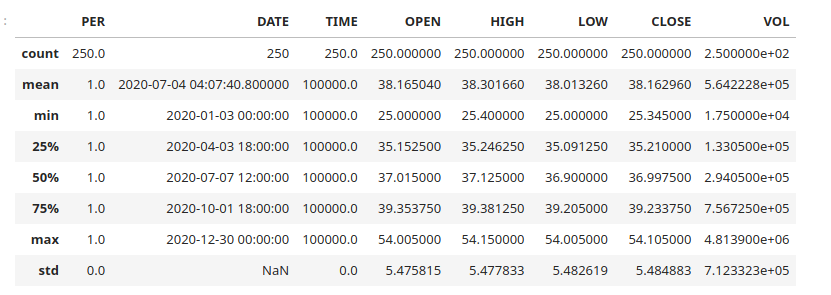 :
PER DATE TIME OPEN HIGH LOW CLOSE VOL
count 250.0 250 250.0 250.000000 250.000000 250.000000 250.000000 2.500000e+02
mean 1.0 2020-07-04 04:07:40.800000 100000.0 38.165040 38.301660 38.013260 38.162960 5.642228e+05
min 1.0 2020-01-03 00:00:00 100000.0 25.000000 25.400000 25.000000 25.345000 1.750000e+04
25% 1.0 2020-04-03 18:00:00 100000.0 35.152500 35.246250 35.091250 35.210000 1.330500e+05
50% 1.0 2020-07-07 12:00:00 100000.0 37.015000 37.125000 36.900000 36.997500 2.940500e+05
75% 1.0 2020-10-01 18:00:00 100000.0 39.353750 39.381250 39.205000 39.233750 7.567250e+05
max 1.0 2020-12-30 00:00:00 100000.0 54.005000 54.150000 54.005000 54.105000 4.813900e+06
std 0.0 NaN 0.0 5.475815 5.477833 5.482619 5.484883 7.123323e+05